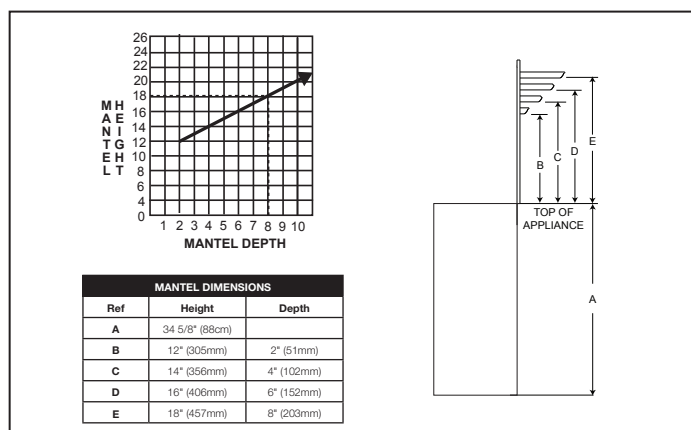 26
24
22
20
18
16
14
12
10
8
6
4
2
0
MANTEL
HEIGHT
1 2 3 4 5 6 7 8 9 10
MANTEL DEPTH
E
D
C
B
TOP OF
APPLIANCE
A
MANTEL DIMENSIONS
Ref Height Depth
A 34 5/8" (88cm)
B 12" (305mm) 2" (51mm)
C 14" (356mm) 4" (102mm)
D 16" (406mm) 6" (152mm)
E 18" (457mm) 8" (203mm)